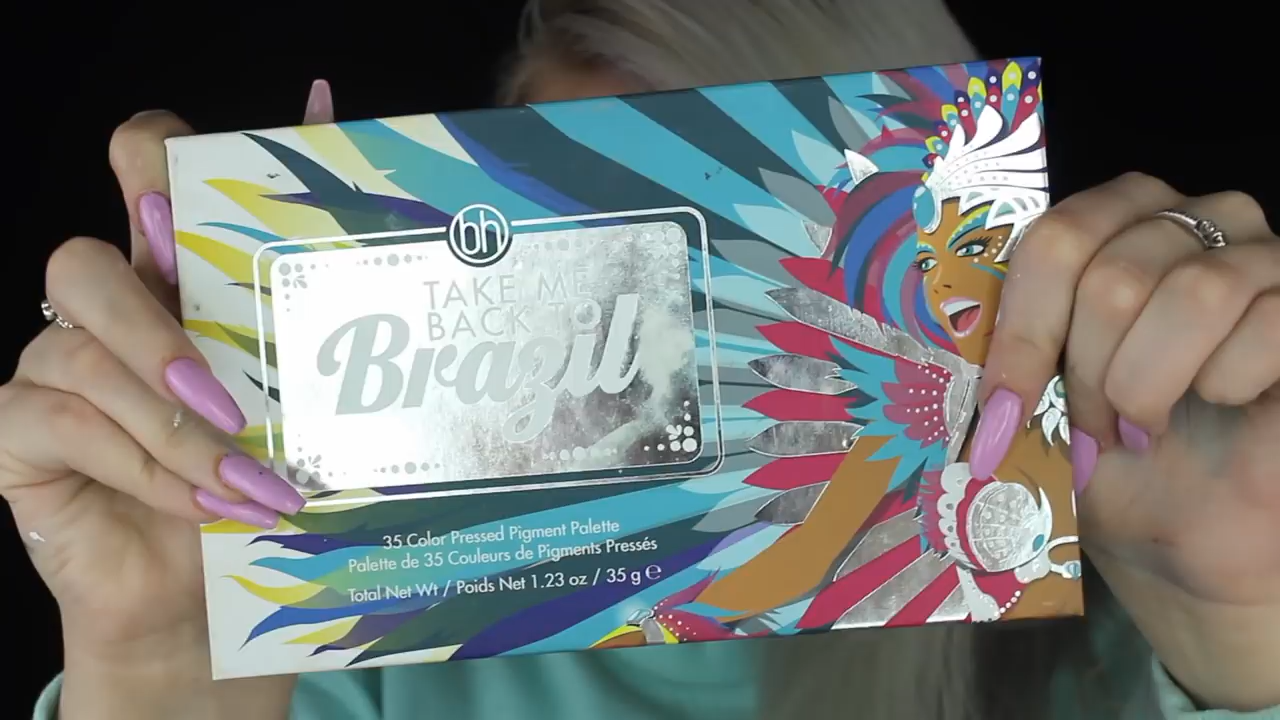 bh
TAKE ME
BACK TO
Brazil
35 Color Pressed Pigment Palette
Palette de 35 Couleurs de Pigments Pressés
Total Net Wt / Poids Net 1.23 oz / 35 g ℮